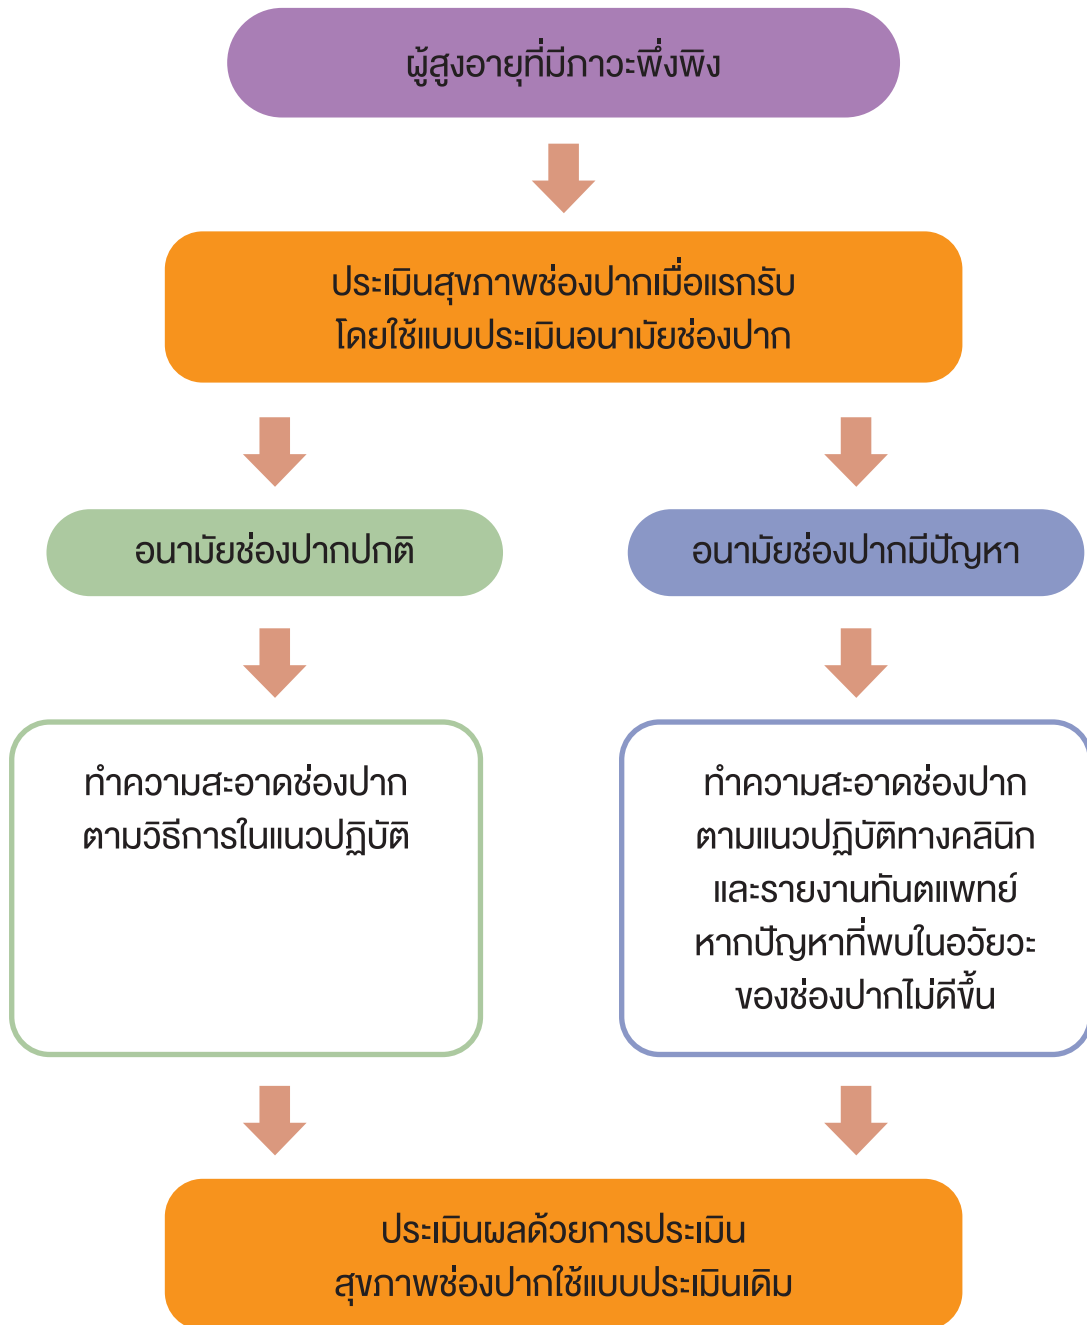 ผู้สูงอายุที่มีภาวะพึ่งพิง
ประเมินสุขภาพช่องปากเมื่อแรกรับ
โดยใช้แบบประเมินอนามัยช่องปาก
อนามัยช่องปากปกติ
อนามัยช่องปากมีปัญหา
ทำความสะอาดช่องปาก
ตามวิธีการในแนวปฏิบัติ
ทำความสะอาดช่องปาก
ตามแนวปฏิบัติทางคลินิก
และรายงานทันตแพทย์
หากปัญหาที่พบในอวัยวะ
ของช่องปากไม่ดีขึ้น
ประเมินผลด้วยการประเมิน
สุขภาพช่องปากใช้แบบประเมินเดิม